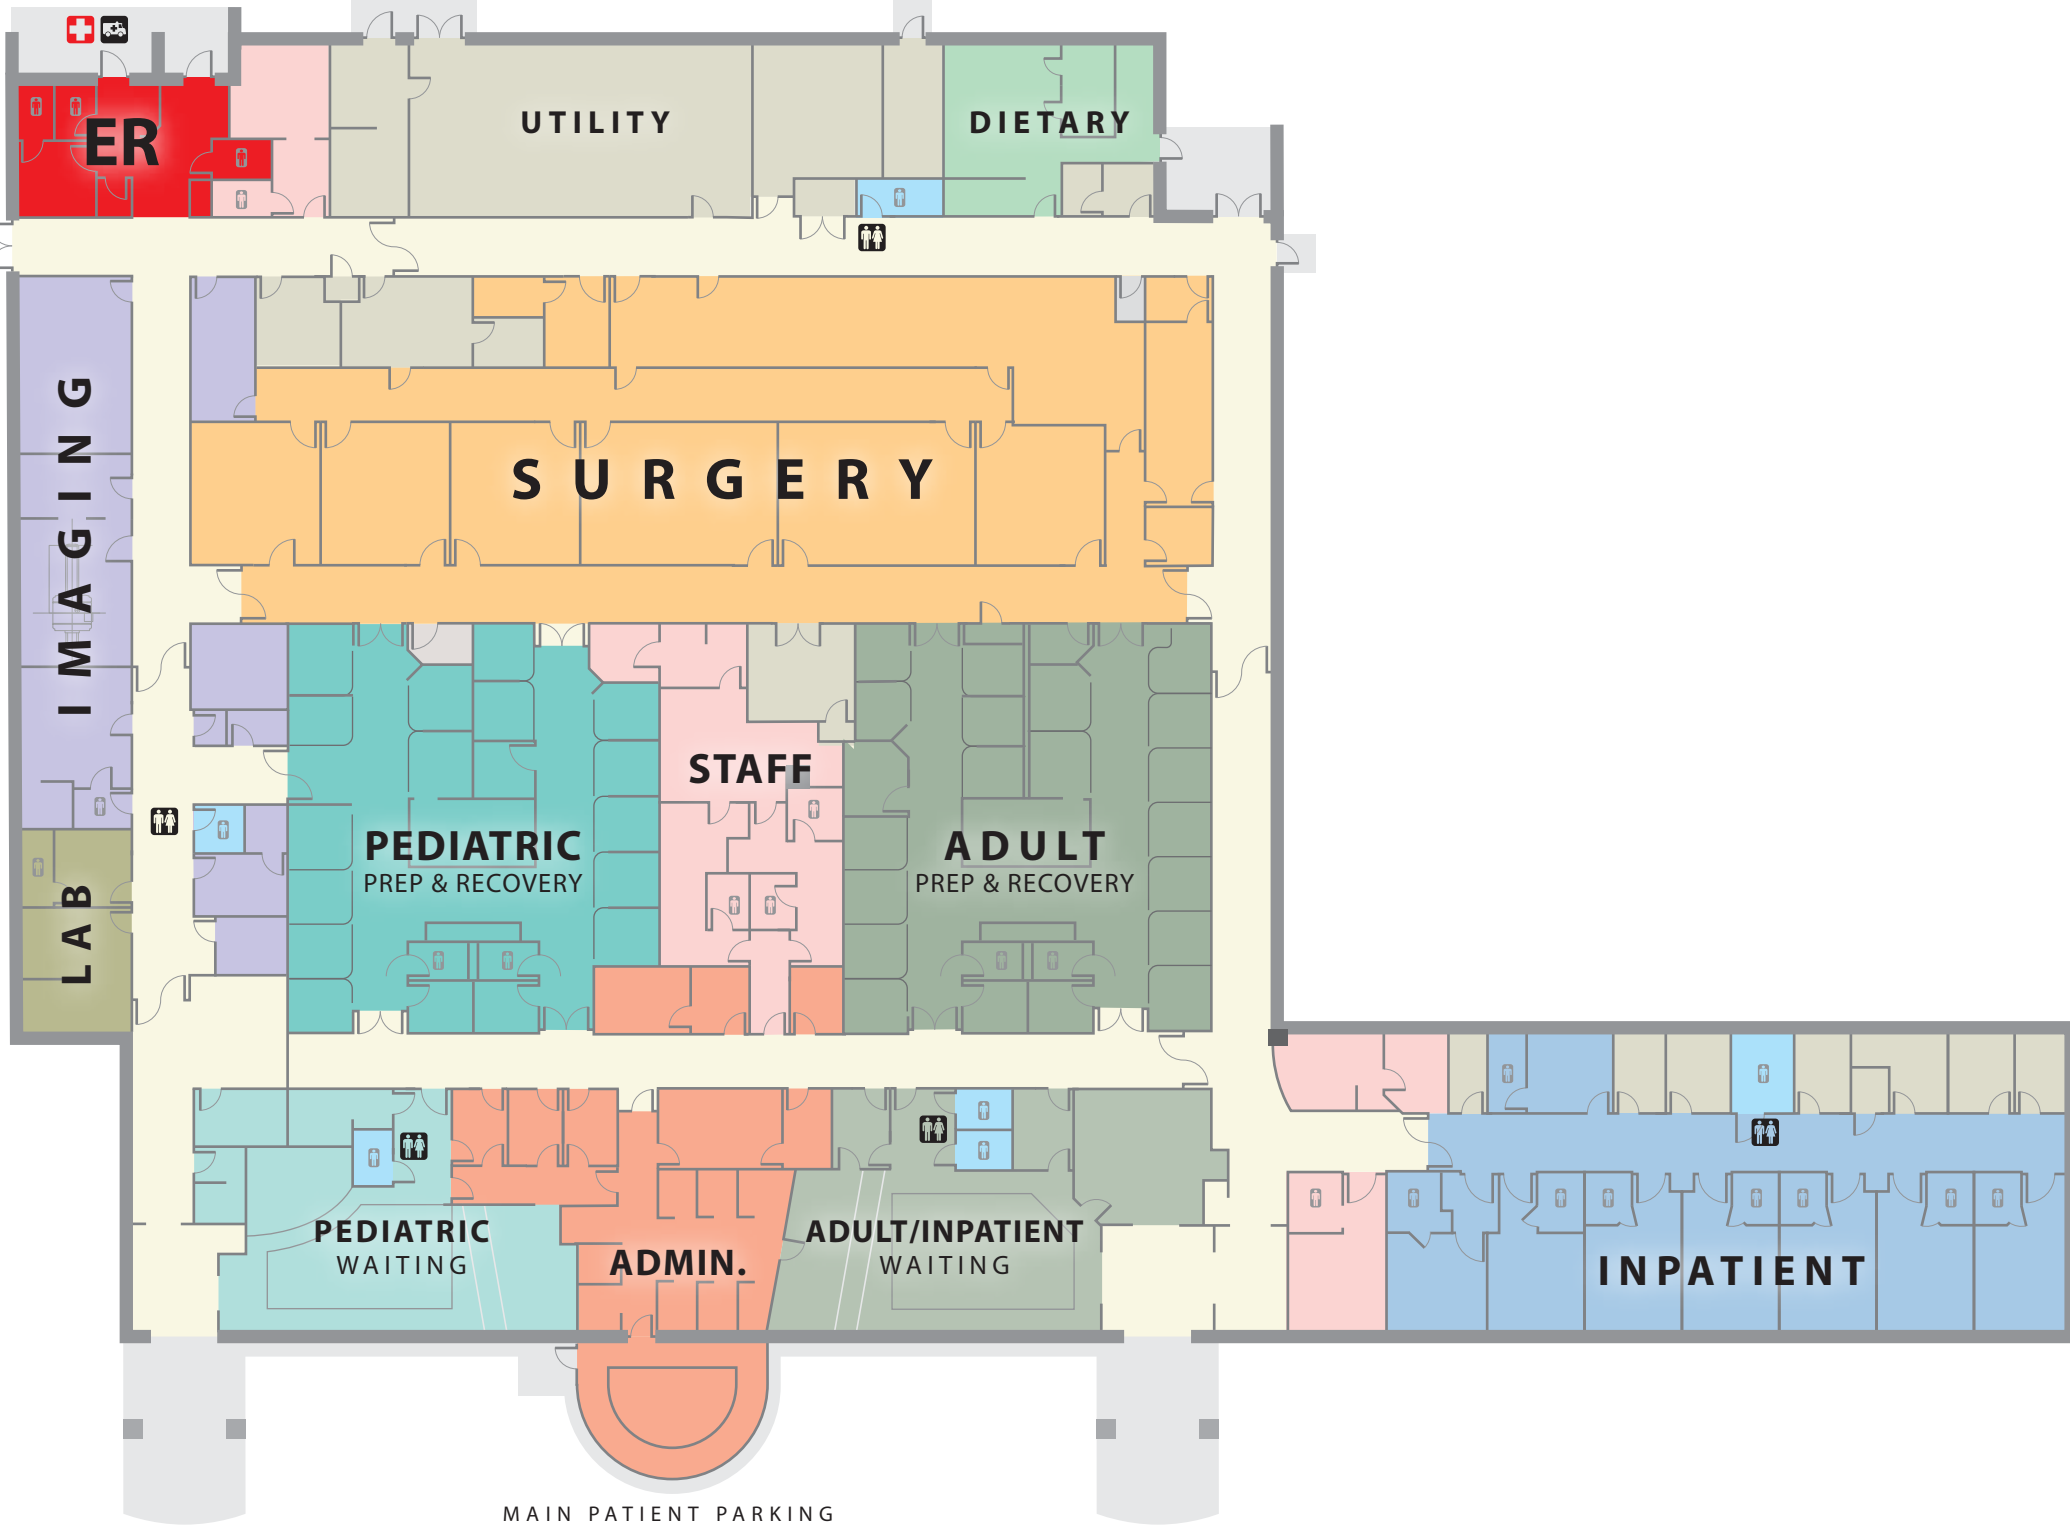 ER
UTILITY
DIETARY
IMAGING
SURGERY
STAFF
PEDIATRIC
PREP & RECOVERY
ADULT
PREP & RECOVERY
LAB
PEDIATRIC
WAITING
ADMIN.
ADULT/INPATIENT
WAITING
INPATIENT
MAIN PATIENT PARKING